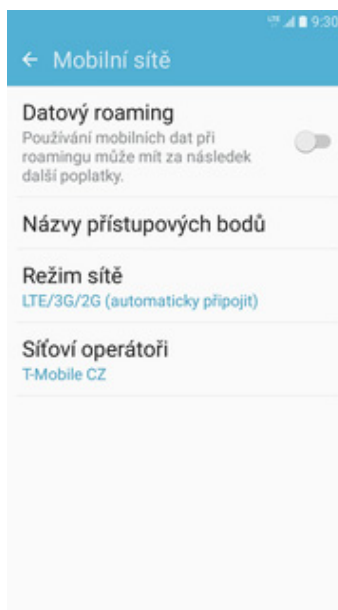 9:30
Mobilní sítě
Datový roaming
Používání mobilních dat při
roamingu může mít za následek
další poplatky.
Názvy přístupových bodů
Režim sítě
LTE/3G/2G (automaticky připojit)
Síťoví operátoři
T-Mobile CZ